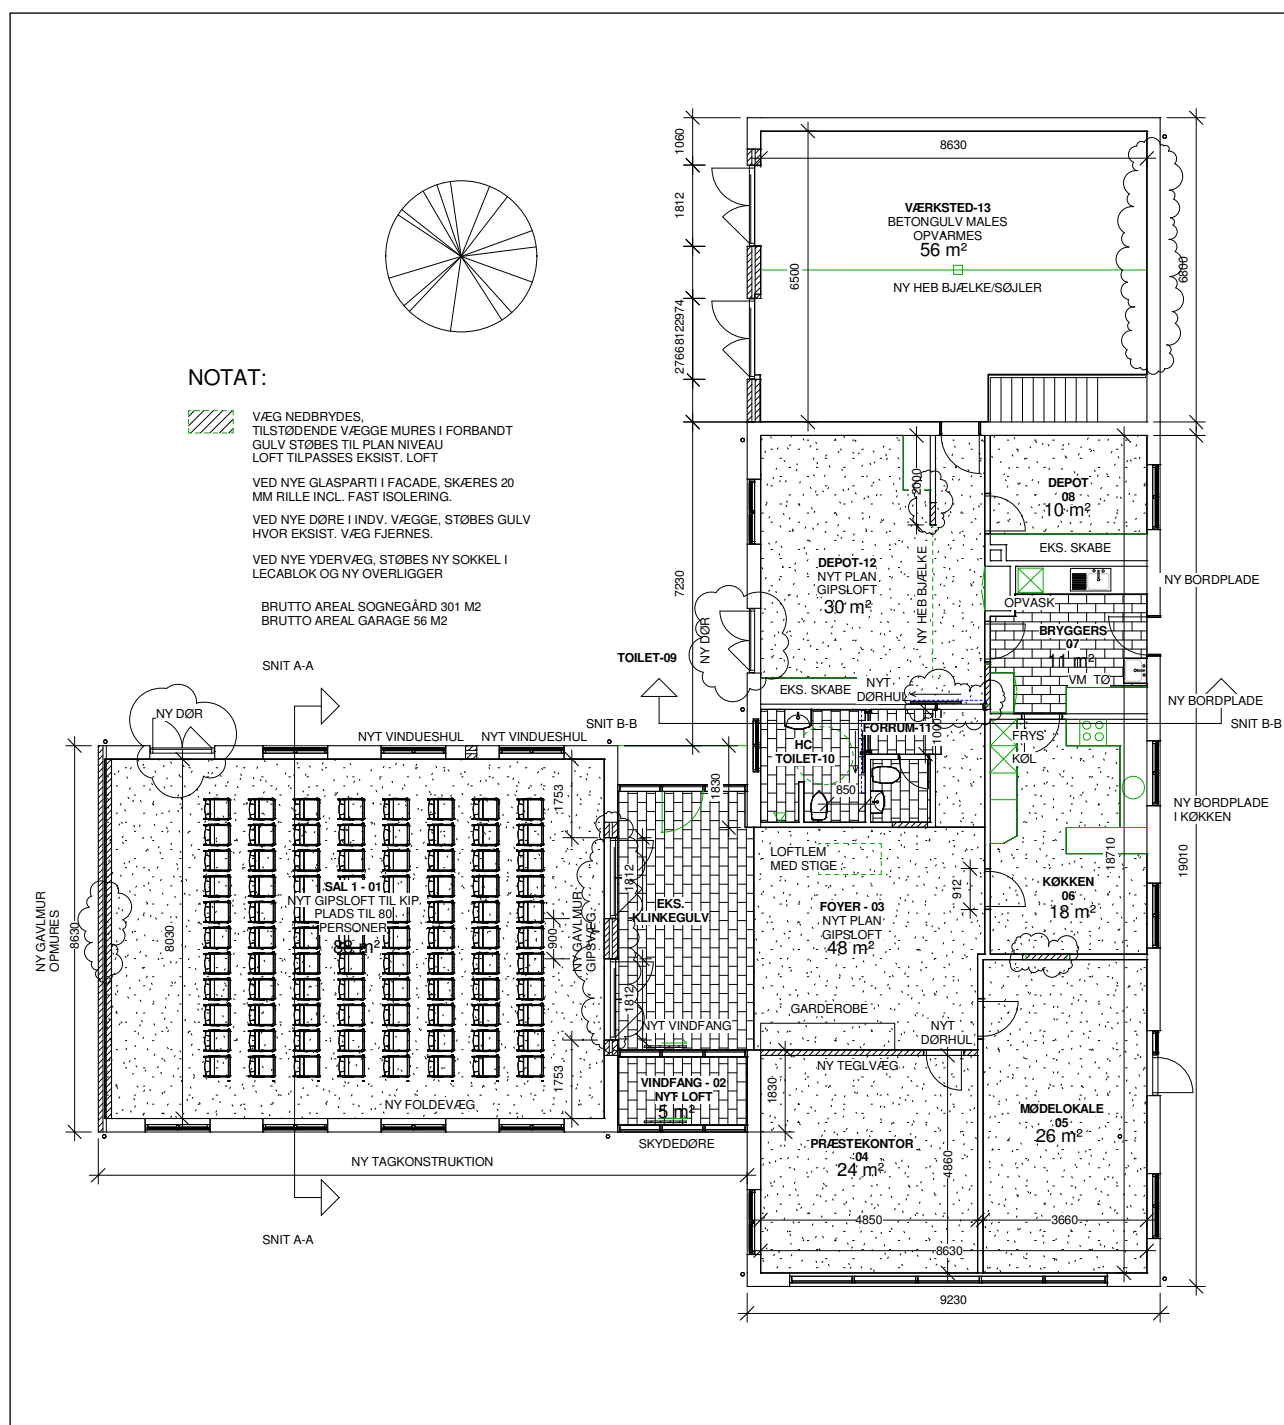 1060
8630
1812
VÆRKSTED-13
BETONGULV MALES
OPVARMES
56 m²
6500
6800
NY HEB BJÆLKE/SØJLER
27668122974
NOTAT:
VÆG NEDBRYDES,
TILSTØDENDE VÆGGE MURES I FORBANDT
GULV STØBES TIL PLAN NIVEAU
LOFT TILPASSES EKSIST. LOFT
VED NYE GLASPARTI I FACADE, SKÆRES 20
MM RILLE INCL. FAST ISOLERING.
VED NYE DØRE I INDV. VÆGGE, STØBES GULV
HVOR EKSIST. VÆG FJERNES.
VED NYE YDERVÆG, STØBES NY SOKKEL I
LECABLOK OG NY OVERLIGGER
BRUTTO AREAL SOGNEGÅRD 301 M2
BRUTTO AREAL GARAGE 56 M2
2000
DEPOT
08
10 m²
EKS. SKABE
7230
DEPOT-12
NYT PLAN
GIPSLOFT
30 m²
NY HEB BJÆLKE
NY BORDPLADE
OPVASK
BRYGGERS
07
11 m²
VM TØ
NY DØR
TOILET-09
SNIT A-A
EKS. SKABE
NYT
DØRHUL
NY BORDPLADE
SNIT B-B
SNIT B-B
NY DØR
NYT VINDUESHUL
NYT VINDUESHUL
FORRUM-11
HC
TOILET-10
FRYS
KØL
850
1830
1753
NY BORDPLADE
I KØKKEN
18710
19010
LOFTLEM
MED STIGE
912
1812
KØKKEN
06
18 m²
SAL 1 - 01
NYT GIPSLOFT TIL KIP.
PLADS TIL 80
PERSONER
88 m²
EKS.
KLINKEGULV
FOYER - 03
NYT PLAN
GIPSLOFT
48 m²
NY GAVLMUR
OPMURES
8630
8030
900
NY GAVLMUR
GIPSVÆG
1812
GARDEROBE
NYT VINDFANG
NYT
DØRHUL
NY TEGLVÆG
1753
1830
VINDFANG - 02
NYT LOFT
5 m²
NY FOLDEVÆG
SKYDEDØRE
MØDELOKALE
05
26 m²
PRÆSTEKONTOR
04
24 m²
4860
NY TAGKONSTRUKTION
4850
3660
8630
SNIT A-A
9230